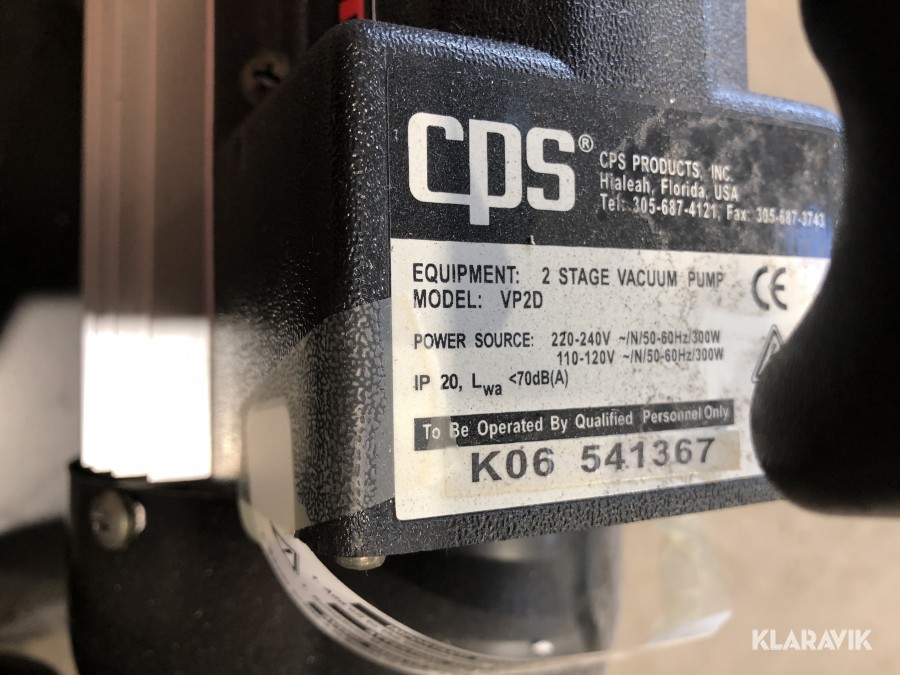 CPS®
CPS PRODUCTS, INC.
Hialeah, Florida, USA
Tel: 305-687-4121, Fax: 305-687-3743
EQUIPMENT: 2 STAGE VACUUM PUMP
MODEL: VP2D
CE
POWER SOURCE: 220-240V ~/N/50-60Hz/300W
110-120V ~/N/50-60Hz/300W
IP 20, Lwa <70dB(A)
To Be Operated By Qualified Personnel Only
K06 541367
KLARAVIK